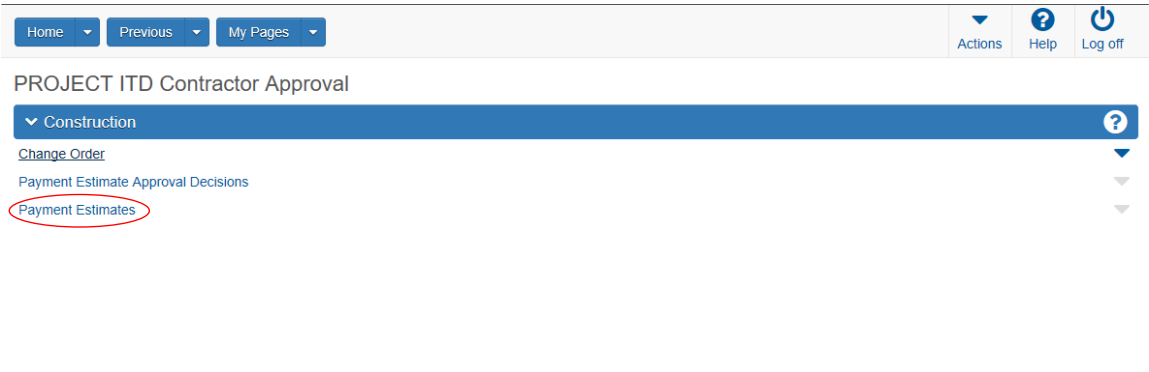 Home Previous My Pages
Actions Help Log off
PROJECT ITD Contractor Approval
Construction ?
Change Order
Payment Estimate Approval Decisions
Payment Estimates